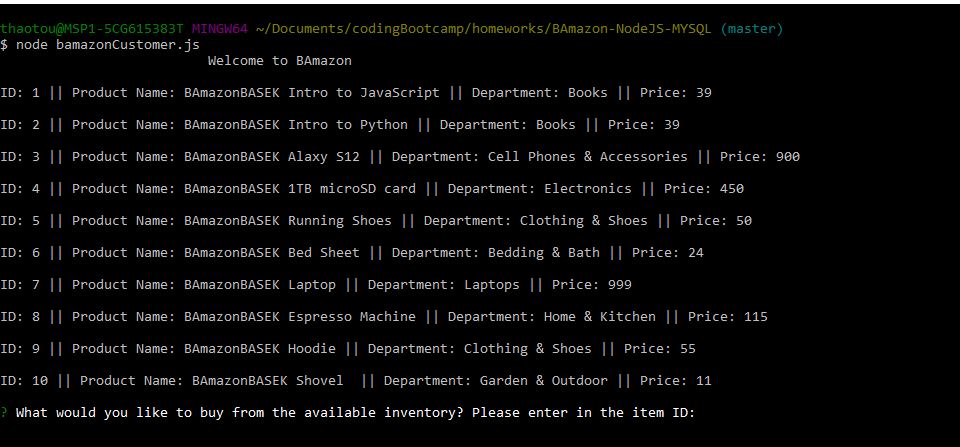 thaotou@MSP1-5CG615383T MINGW64 ~/Documents/codingBootcamp/homeworks/BAmazon-NodeJS-MYSQL (master)
$ node bamazonCustomer.js
Welcome to BAmazon
ID: 1 || Product Name: BAmazonBASEK Intro to JavaScript || Department: Books || Price: 39
ID: 2 || Product Name: BAmazonBASEK Intro to Python || Department: Books || Price: 39
ID: 3 || Product Name: BAmazonBASEK Alaxy S12 || Department: Cell Phones & Accessories || Price: 900
ID: 4 || Product Name: BAmazonBASEK 1TB microSD card || Department: Electronics || Price: 450
ID: 5 || Product Name: BAmazonBASEK Running Shoes || Department: Clothing & Shoes || Price: 50
ID: 6 || Product Name: BAmazonBASEK Bed Sheet || Department: Bedding & Bath || Price: 24
ID: 7 || Product Name: BAmazonBASEK Laptop || Department: Laptops || Price: 999
ID: 8 || Product Name: BAmazonBASEK Espresso Machine || Department: Home & Kitchen || Price: 115
ID: 9 || Product Name: BAmazonBASEK Hoodie || Department: Clothing & Shoes || Price: 55
ID: 10 || Product Name: BAmazonBASEK Shovel  || Department: Garden & Outdoor || Price: 11
? What would you like to buy from the available inventory? Please enter in the item ID: